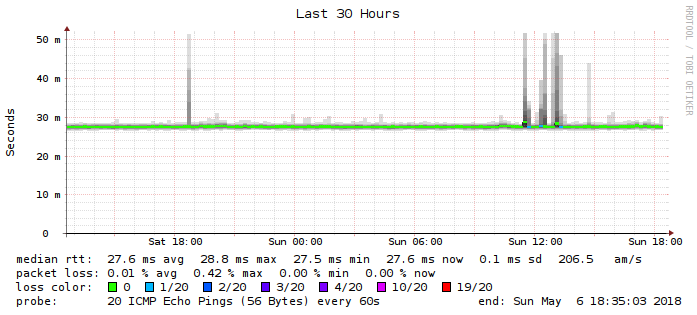 Last 30 Hours
RRDTOOL / TOBI OETIKER
Seconds
50 m
40 m
30 m
20 m
10 m
0
Sat 18:00 Sun 00:00 Sun 06:00 Sun 12:00 Sun 18:00
median rtt: 27.6 ms avg 28.8 ms max 27.5 ms min 27.6 ms now 0.1 ms sd 206.5 am/s
packet loss: 0.01 % avg 0.42 % max 0.00 % min 0.00 % now
loss color: 0 1/20 2/20 3/20 4/20 10/20 19/20
probe: 20 ICMP Echo Pings (56 Bytes) every 60s end: Sun May 6 18:35:03 2018